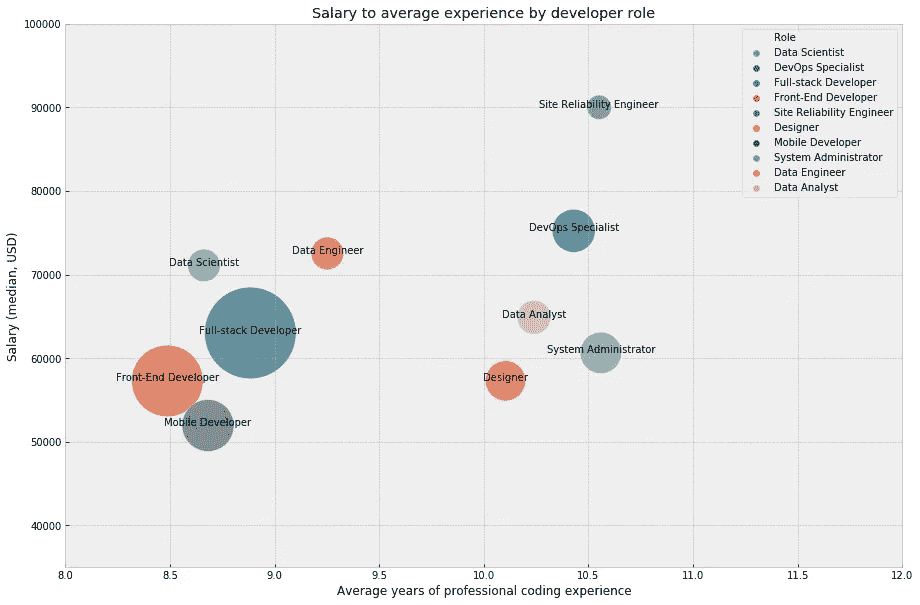 Salary to average experience by developer role
100000
90000
80000
70000
60000
50000
40000
Salary (median, USD)
Role
Data Scientist
DevOps Specialist
Full-stack Developer
Front-End Developer
Site Reliability Engineer
Designer
Mobile Developer
System Administrator
Data Engineer
Data Analyst
Site Reliability Engineer
DevOps Specialist
Data Engineer
Data Scientist
Full-stack Developer
Data Analyst
System Administrator
Front-End Developer
Designer
Mobile Developer
8.0 8.5 9.0 9.5 10.0 10.5 11.0 11.5 12.0
Average years of professional coding experience